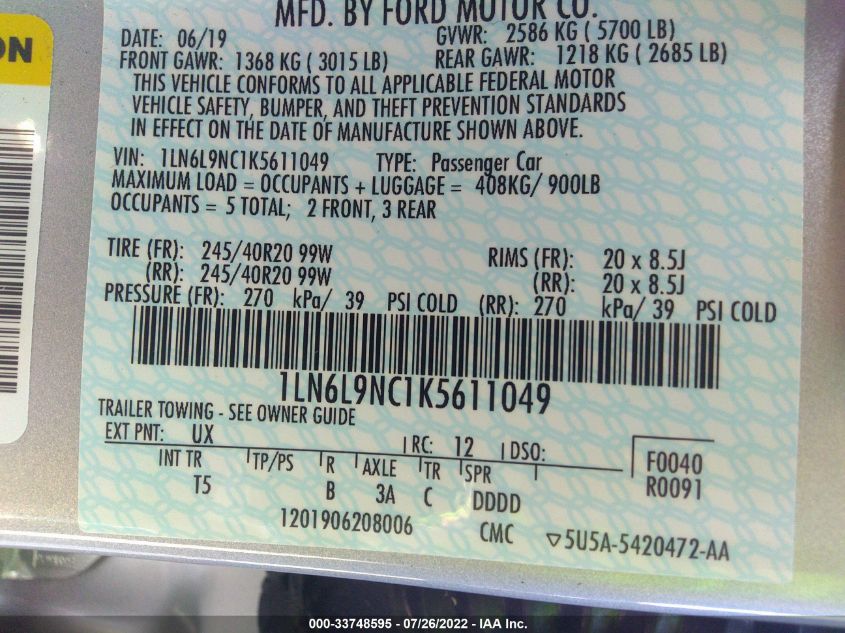 MFD. BY FORD MOTOR CO.
DATE: 06/19 GVWR: 2586 KG ( 5700 LB)
FRONT GAWR: 1368 KG ( 3015 LB) REAR GAWR: 1218 KG ( 2685 LB)
THIS VEHICLE CONFORMS TO ALL APPLICABLE FEDERAL MOTOR
VEHICLE SAFETY, BUMPER, AND THEFT PREVENTION STANDARDS
IN EFFECT ON THE DATE OF MANUFACTURE SHOWN ABOVE.
VIN: 1LN6L9NC1K5611049 TYPE: Passenger Car
MAXIMUM LOAD = OCCUPANTS + LUGGAGE = 408KG/ 900LB
OCCUPANTS = 5 TOTAL; 2 FRONT, 3 REAR
TIRE (FR): 245/40R20 99W RIMS (FR): 20 x 8.5J
(RR): 245/40R20 99W (RR): 20 x 8.5J
PRESSURE (FR): 270 kPa/ 39 PSI COLD (RR): 270 kPa/ 39 PSI COLD
1LN6L9NC1K5611049
TRAILER TOWING - SEE OWNER GUIDE
EXT PNT: UX RC: 12 DSO: F0040
INT TR TP/PS R AXLE TR SPR R0091
T5 B 3A C DDDD
1201906208006 CMC ▽5U5A-5420472-AA
ON
000-33748595 - 07/26/2022 - IAA Inc.